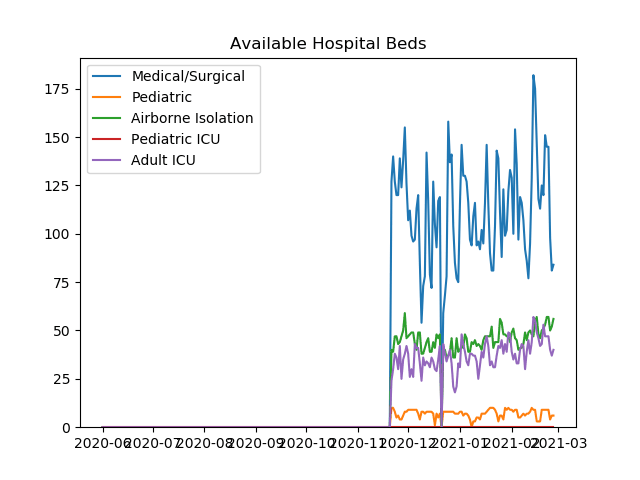 Available Hospital Beds
Medical/Surgical
Pediatric
Airborne Isolation
Pediatric ICU
Adult ICU
175
150
125
100
75
50
25
0
2020-06 2020-07 2020-08 2020-09 2020-10 2020-11 2020-12 2021-01 2021-02 2021-03